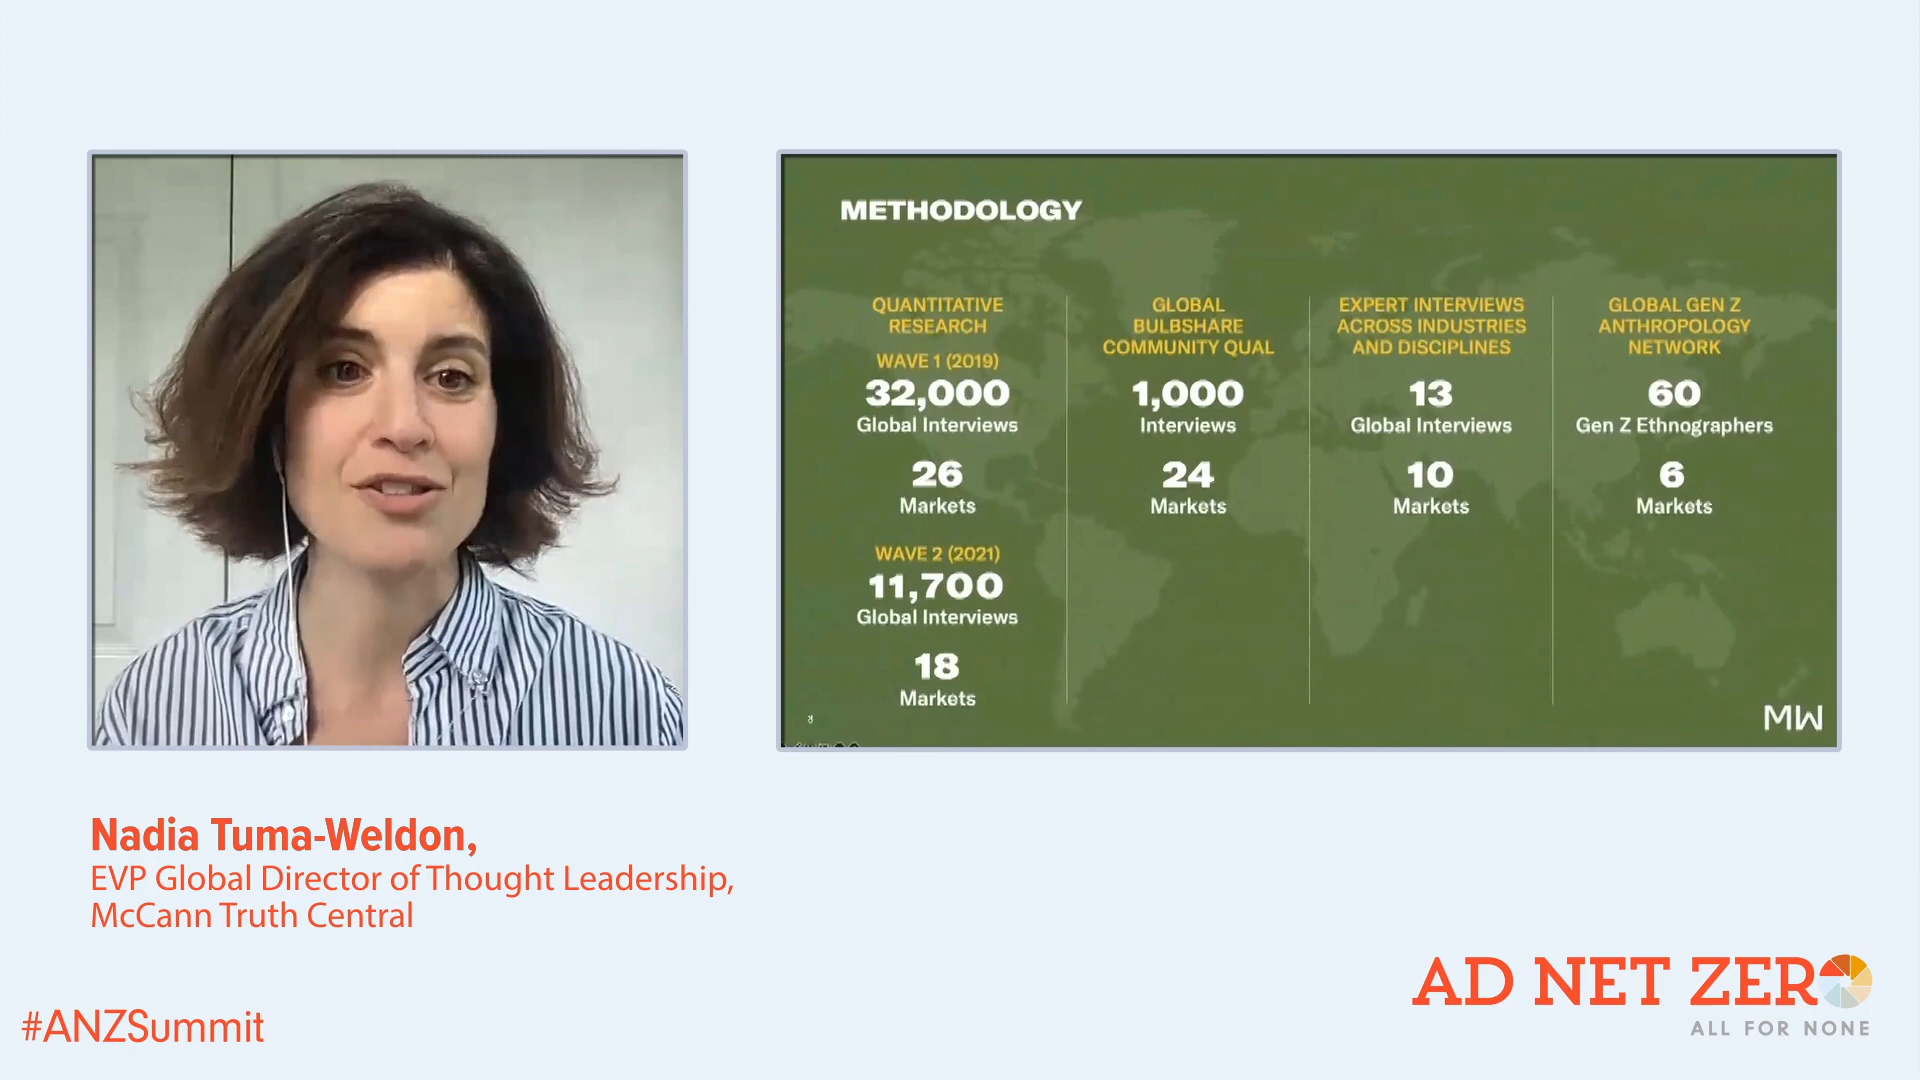 METHODOLOGY
QUANTITATIVE
RESEARCH
WAVE 1 (2019)
32,000
Global Interviews
26
Markets
WAVE 2 (2021)
11,700
Global Interviews
18
Markets
GLOBAL
BULBSHARE
COMMUNITY QUAL
1,000
Interviews
24
Markets
EXPERT INTERVIEWS
ACROSS INDUSTRIES
AND DISCIPLINES
13
Global Interviews
10
Markets
GLOBAL GEN Z
ANTHROPOLOGY
NETWORK
60
Gen Z Ethnographers
6
Markets
MW
Nadia Tuma-Weldon,
EVP Global Director of Thought Leadership,
McCann Truth Central
#ANZSummit
AD NET ZERO
ALL FOR NONE